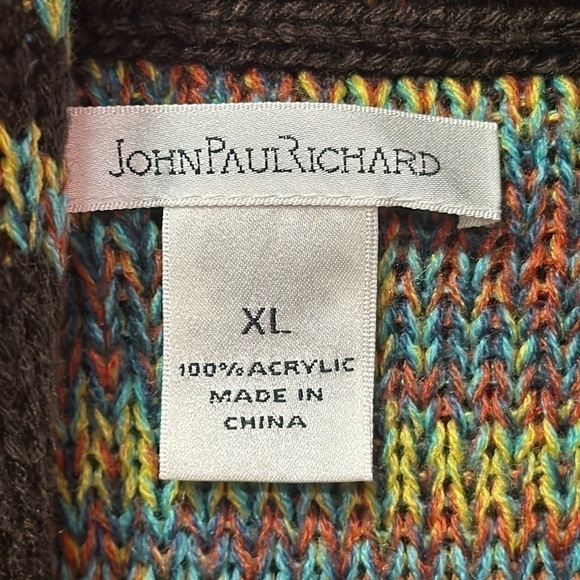 JOHNPAULRICHARD
XL
100% ACRYLIC
MADE IN
CHINA